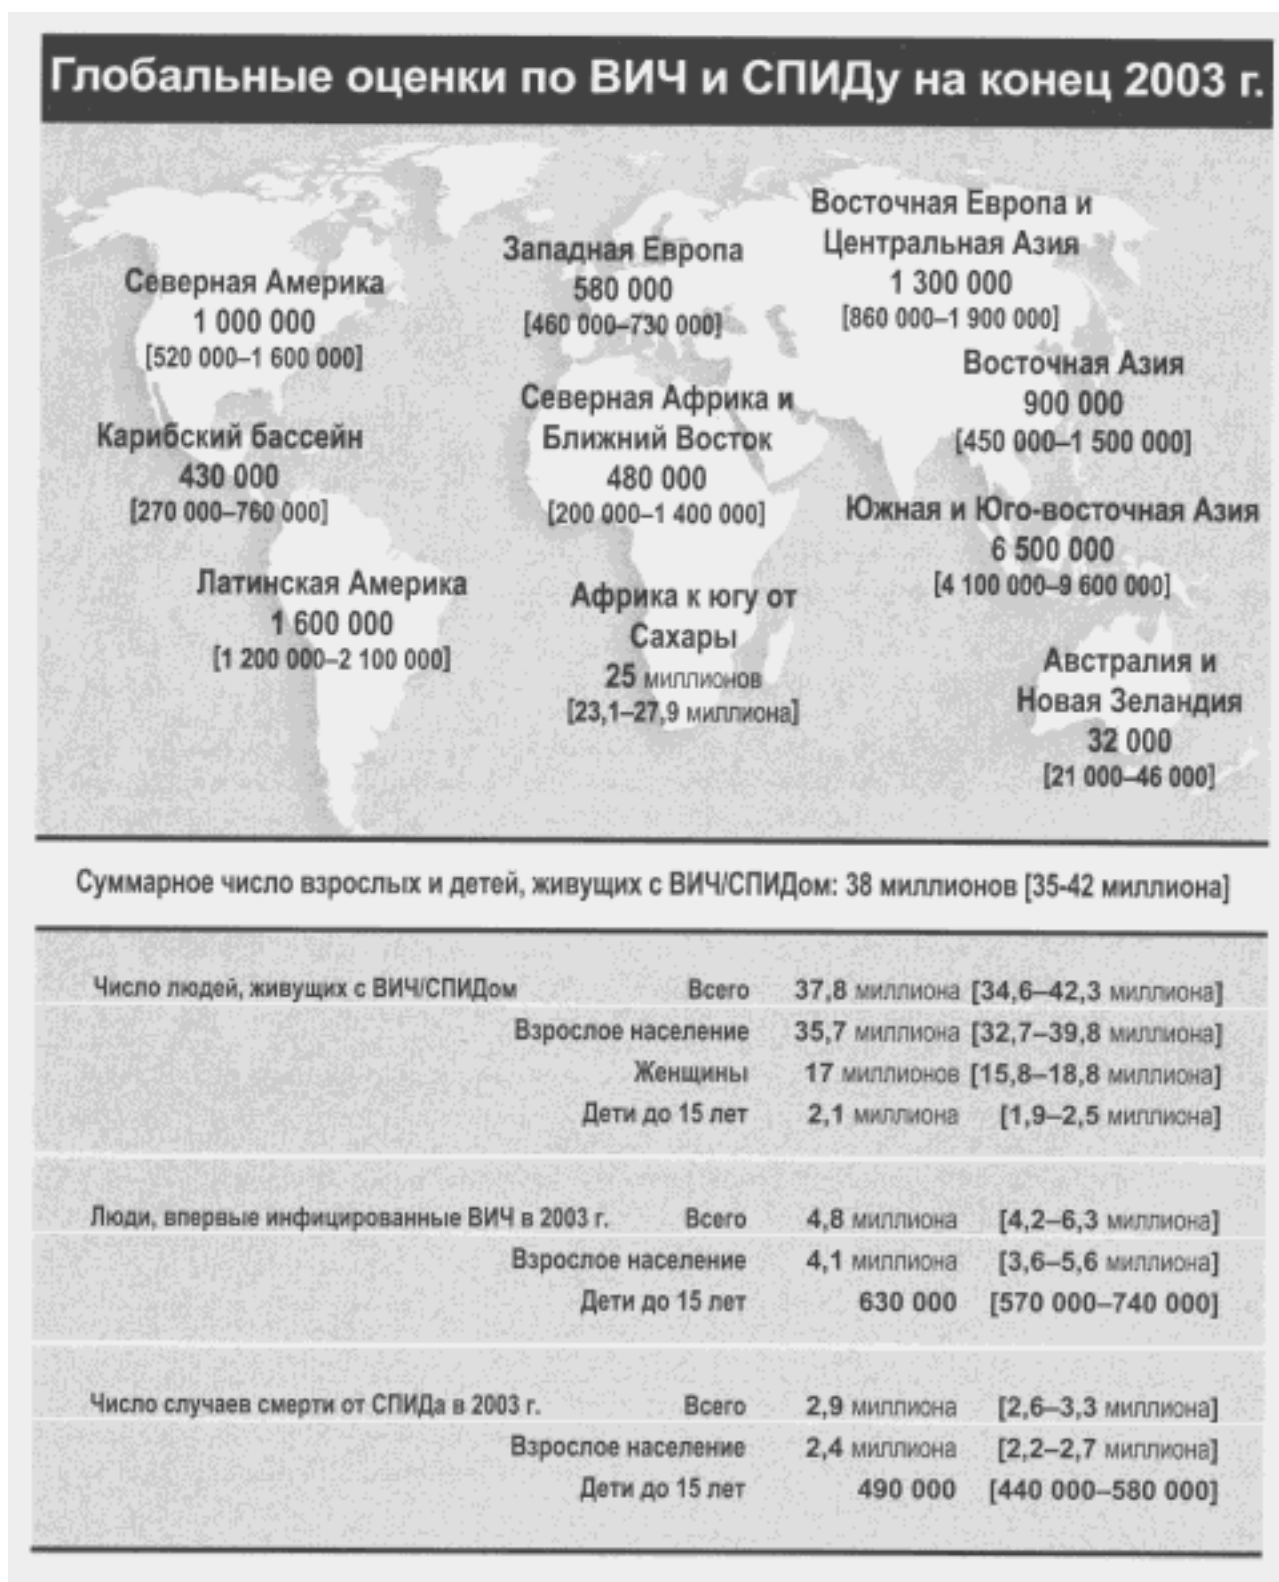 Глобальные оценки по ВИЧ и СПИДу на конец 2003 г.
Северная Америка
1 000 000
[520 000–1 600 000]
Западная Европа
580 000
[460 000–730 000]
Восточная Европа и
Центральная Азия
1 300 000
[860 000–1 900 000]
Карибский бассейн
430 000
[270 000–760 000]
Северная Африка и
Ближний Восток
480 000
[200 000–1 400 000]
Восточная Азия
900 000
[450 000–1 500 000]
Южная и Юго-восточная Азия
6 500 000
[4 100 000–9 600 000]
Латинская Америка
1 600 000
[1 200 000–2 100 000]
Африка к югу от
Сахары
25 миллионов
[23,1–27,9 миллиона]
Австралия и
Новая Зеландия
32 000
[21 000–46 000]
Суммарное число взрослых и детей, живущих с ВИЧ/СПИДом: 38 миллионов [35-42 миллиона]
Число людей, живущих с ВИЧ/СПИДом Всего 37,8 миллиона [34,6–42,3 миллиона]
Взрослое население 35,7 миллиона [32,7–39,8 миллиона]
Женщины 17 миллионов [15,8–18,8 миллиона]
Дети до 15 лет 2,1 миллиона [1,9–2,5 миллиона]
Люди, впервые инфицированные ВИЧ в 2003 г. Всего 4,8 миллиона [4,2–6,3 миллиона]
Взрослое население 4,1 миллиона [3,6–5,6 миллиона]
Дети до 15 лет 630 000 [570 000–740 000]
Число случаев смерти от СПИДа в 2003 г. Всего 2,9 миллиона [2,6–3,3 миллиона]
Взрослое население 2,4 миллиона [2,2–2,7 миллиона]
Дети до 15 лет 490 000 [440 000–580 000]